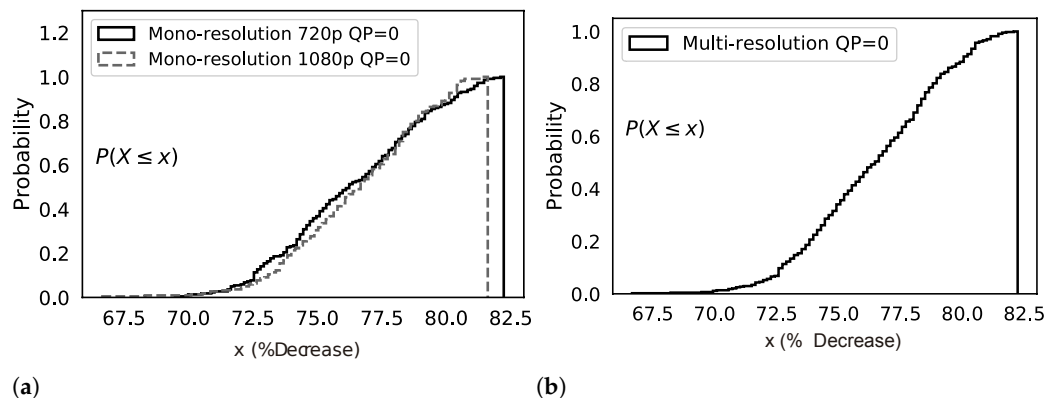 1.2
1.0
0.8
0.6
0.4
0.2
0.0
Probability
Mono-resolution 720p QP=0
Mono-resolution 1080p QP=0
P(X ≤ x)
67.5 70.0 72.5 75.0 77.5 80.0 82.5
x (%Decrease)
(a)
1.0
0.8
0.6
0.4
0.2
0.0
Probability
Multi-resolution QP=0
P(X ≤ x)
67.5 70.0 72.5 75.0 77.5 80.0 82.5
x (% Decrease)
(b)